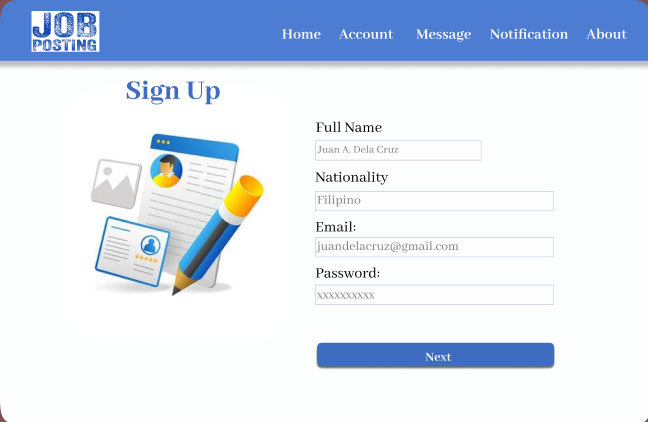 JOB
POSTING
Home Account Message Notification About
Sign Up
Full Name
Juan A. Dela Cruz
Nationality
Filipino
Email:
juandelacruz@gmail.com
Password:
xxxxxxxxxx
Next